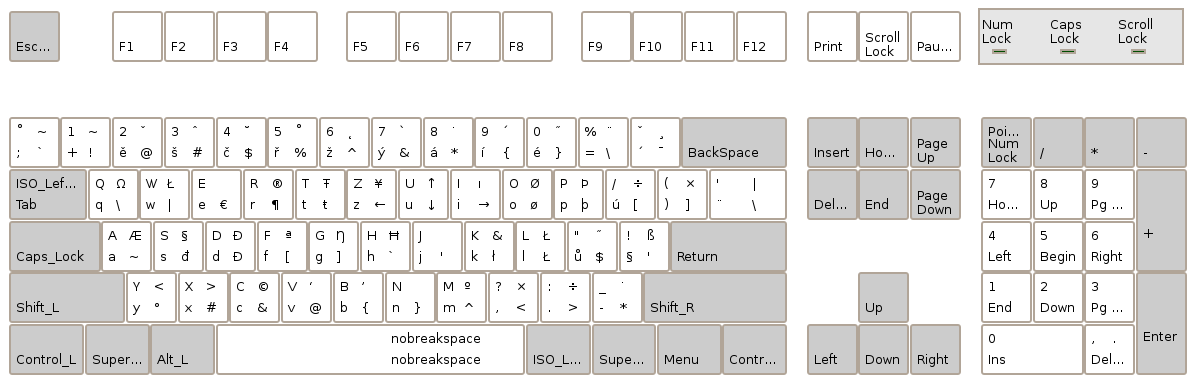 Esc... F1 F2 F3 F4 F5 F6 F7 F8 F9 F10 F11 F12 Print Scroll Lock Pau... Num Lock Caps Lock Scroll Lock
° ~ 1 ~ 2 ˇ 3 ^ 4 ˘ 5 ° 6 ˛ 7 ` 8 ˙ 9 ´ 0 ˝ % ¨ ˇ ¸
; ` + ! ě @ š # č $ ř % ž ^ ý & á * í { é } = \ ´ ¯ BackSpace Insert Ho... Page Up Poi... Num Lock / * -
ISO_Lef... Q Ω W Ł E R ® T Ŧ Z ¥ U ↑ I ı O Ø P Þ / ÷ ( × ' | 7 8 9
Tab q \ w | e € r ¶ t ŧ z ← u ↓ i → o ø p þ ú [ ) ] ¨ \ Del... End Page Down Ho... Up Pg ... +
A Æ S § D Đ F ª G Ŋ H Ħ J K & L Ł " ˝ ! ß 4 5 6
Caps_Lock a ~ s đ d Đ f [ g ] h ` j ' k ł l Ł ů $ § ' Return Left Begin Right
Y < X > C © V ‘ B ’ N M º ? × : ÷ _ ˙ 1 2 3
Shift_L y ° x # c & v @ b { n } m ^ , < . > - * Shift_R Up End Down Pg ...
nobreakspace 0 , .
Control_L Super... Alt_L nobreakspace ISO_L... Supe... Menu Contr... Left Down Right Ins Del... Enter